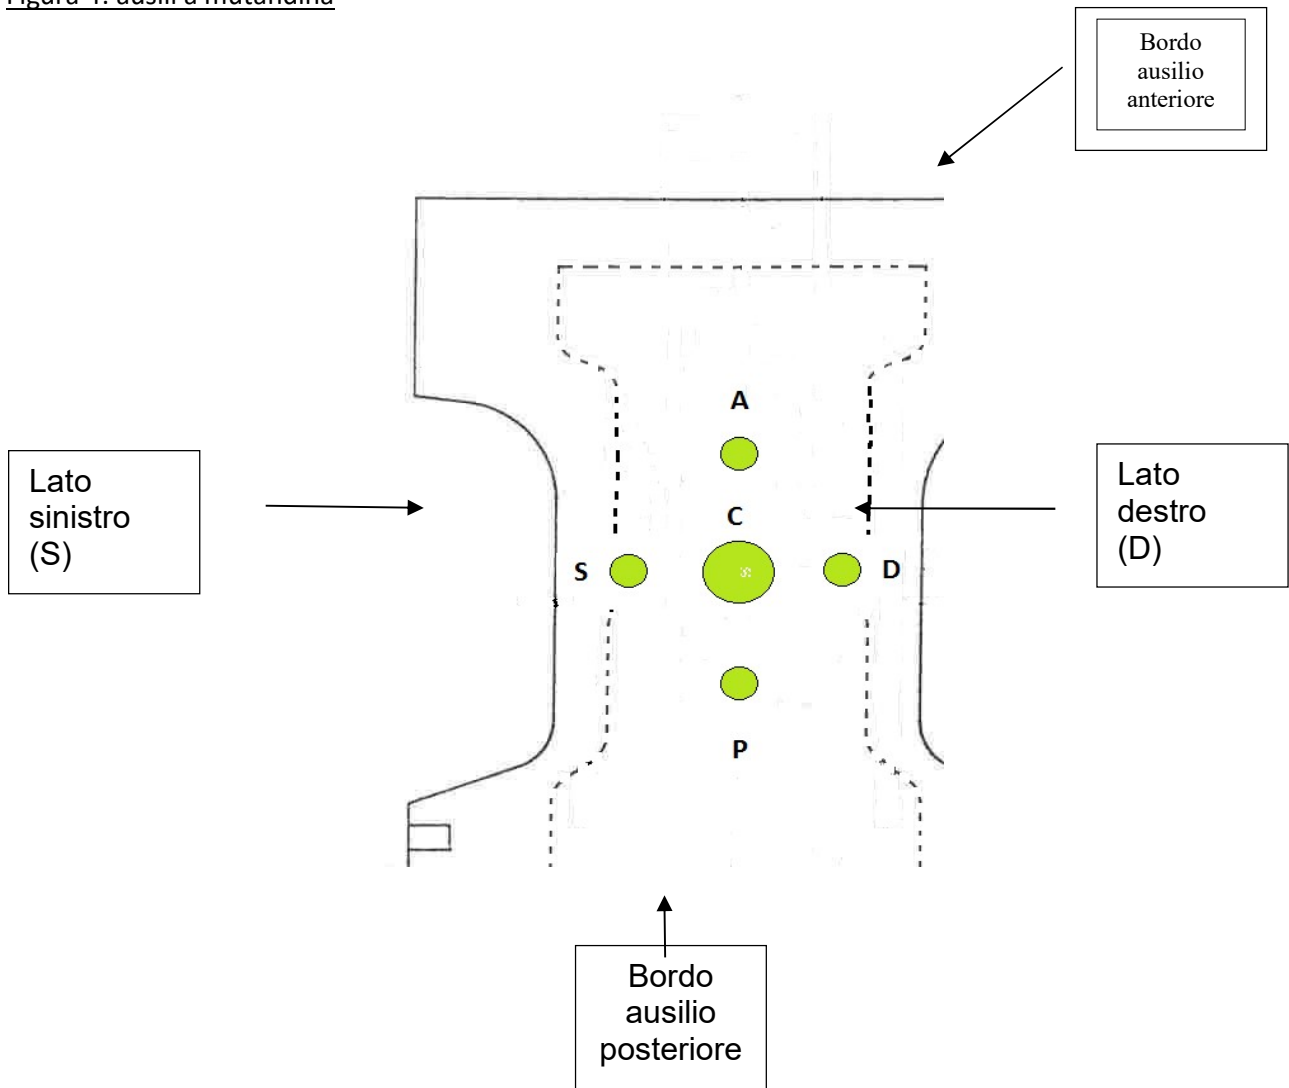 Bordo
ausilio
anteriore
A
Lato
sinistro
(S)
C
Lato
destro
(D)
S
D
P
Bordo
ausilio
posteriore